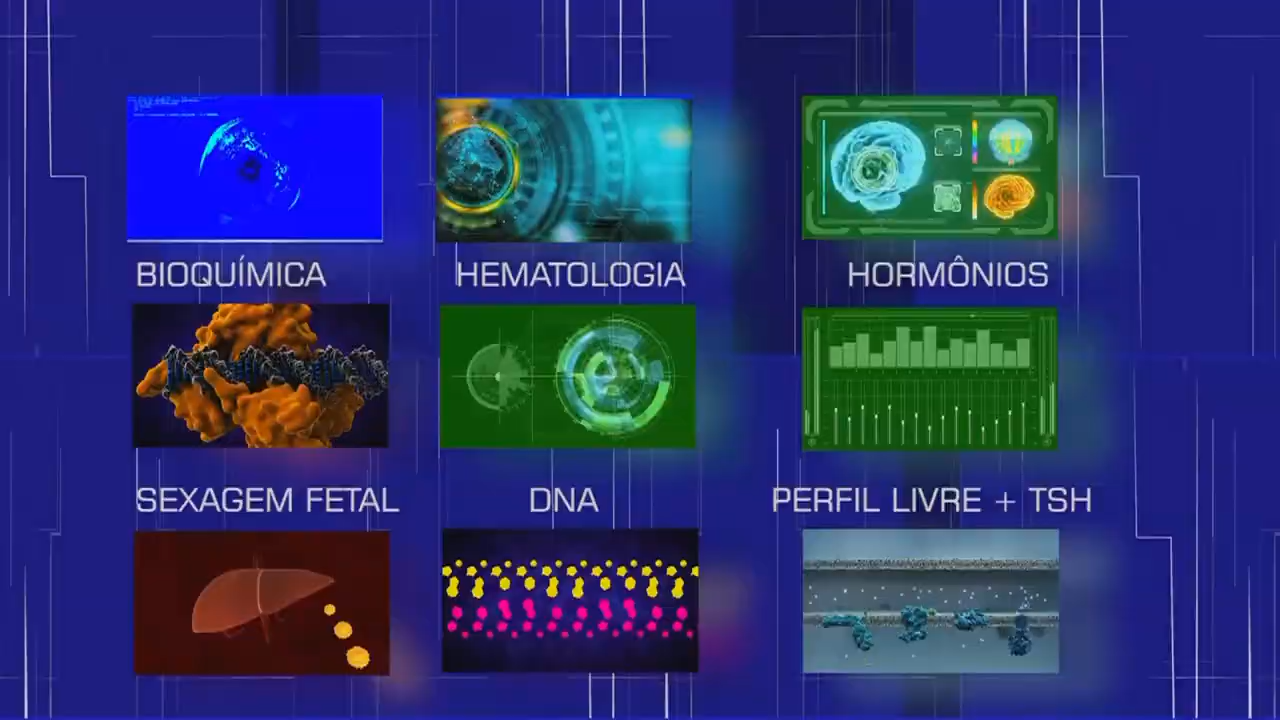 BIOQUÍMICA
HEMATOLOGIA
HORMÔNIOS
SEXAGEM FETAL
DNA
PERFIL LIVRE + TSH